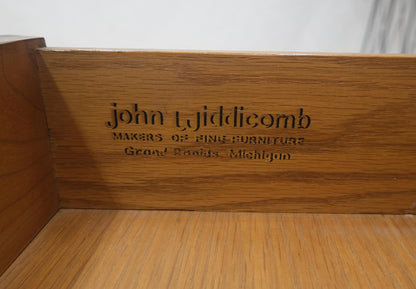 john widdicomb
MAKERS OF FINE FURNITURE
Grand Rapids, Michigan